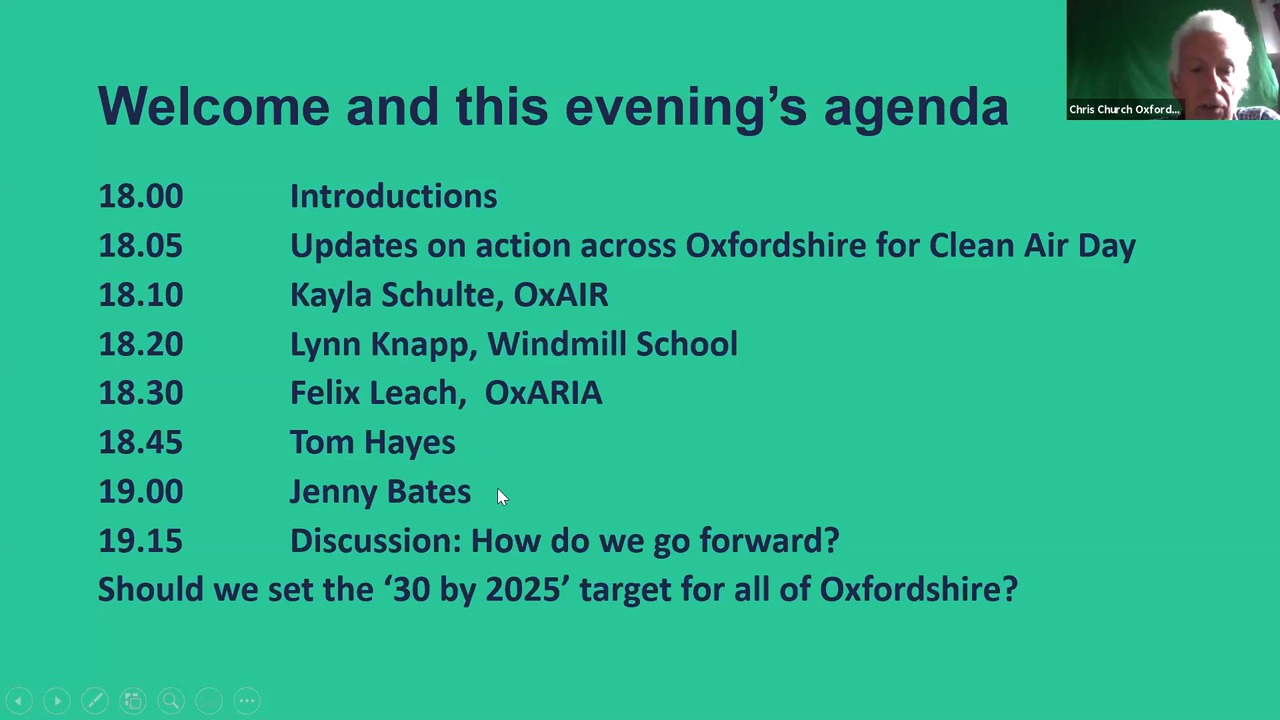 Welcome and this evening's agenda
Chris Church Oxford...
18.00 Introductions
18.05 Updates on action across Oxfordshire for Clean Air Day
18.10 Kayla Schulte, OxAIR
18.20 Lynn Knapp, Windmill School
18.30 Felix Leach,  OxARIA
18.45 Tom Hayes
19.00 Jenny Bates
19.15 Discussion: How do we go forward?
Should we set the ‘30 by 2025’ target for all of Oxfordshire?